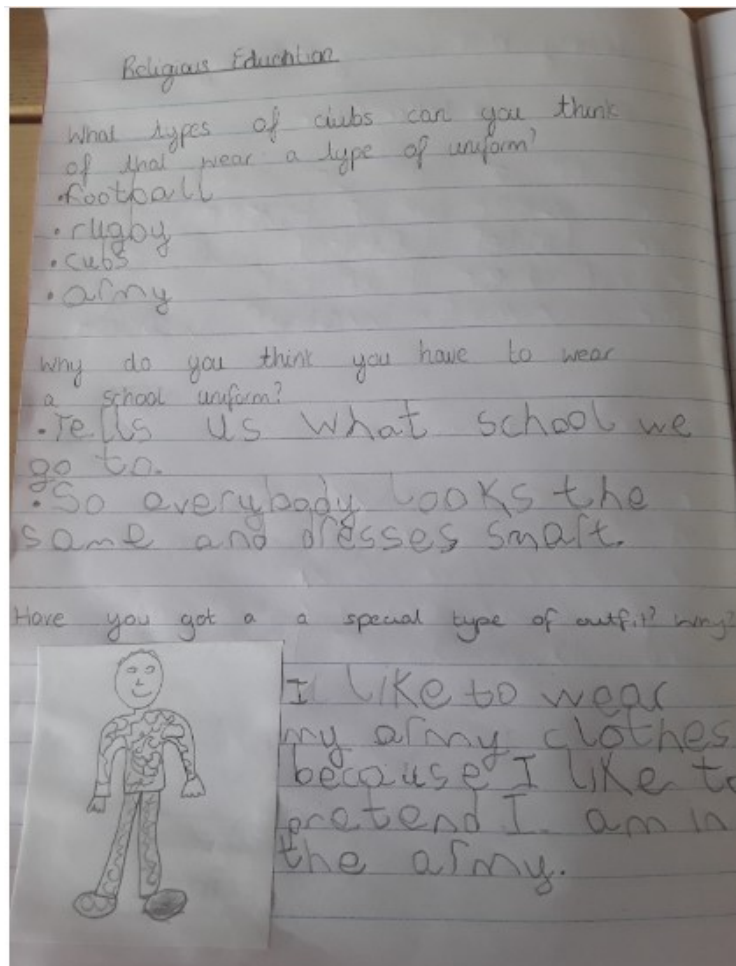 Religious Education
What types of clubs can you think
of that wear a type of uniform?
•football
•rugby
•cubs
•army
Why do you think you have to wear
a school uniform?
•Tells us what school we
go to.
•So everybody looks the
same and dresses smart.
Have you got a a special type of outfit? Why?
I like to wear
my army clothes
because I like to
pretend I am in
the army.